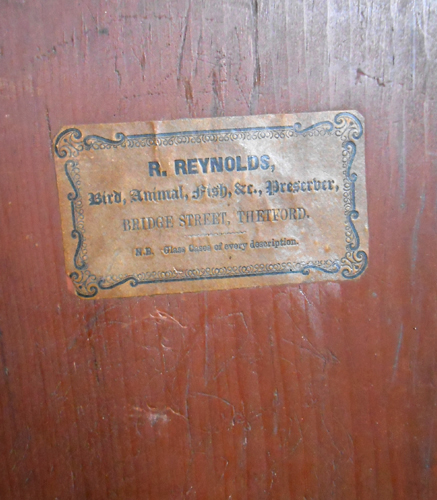 R. REYNOLDS,
Bird, Animal, Fish, &c., Preserver,
BRIDGE STREET, THETFORD.
N.B. Glass Cases of every description.